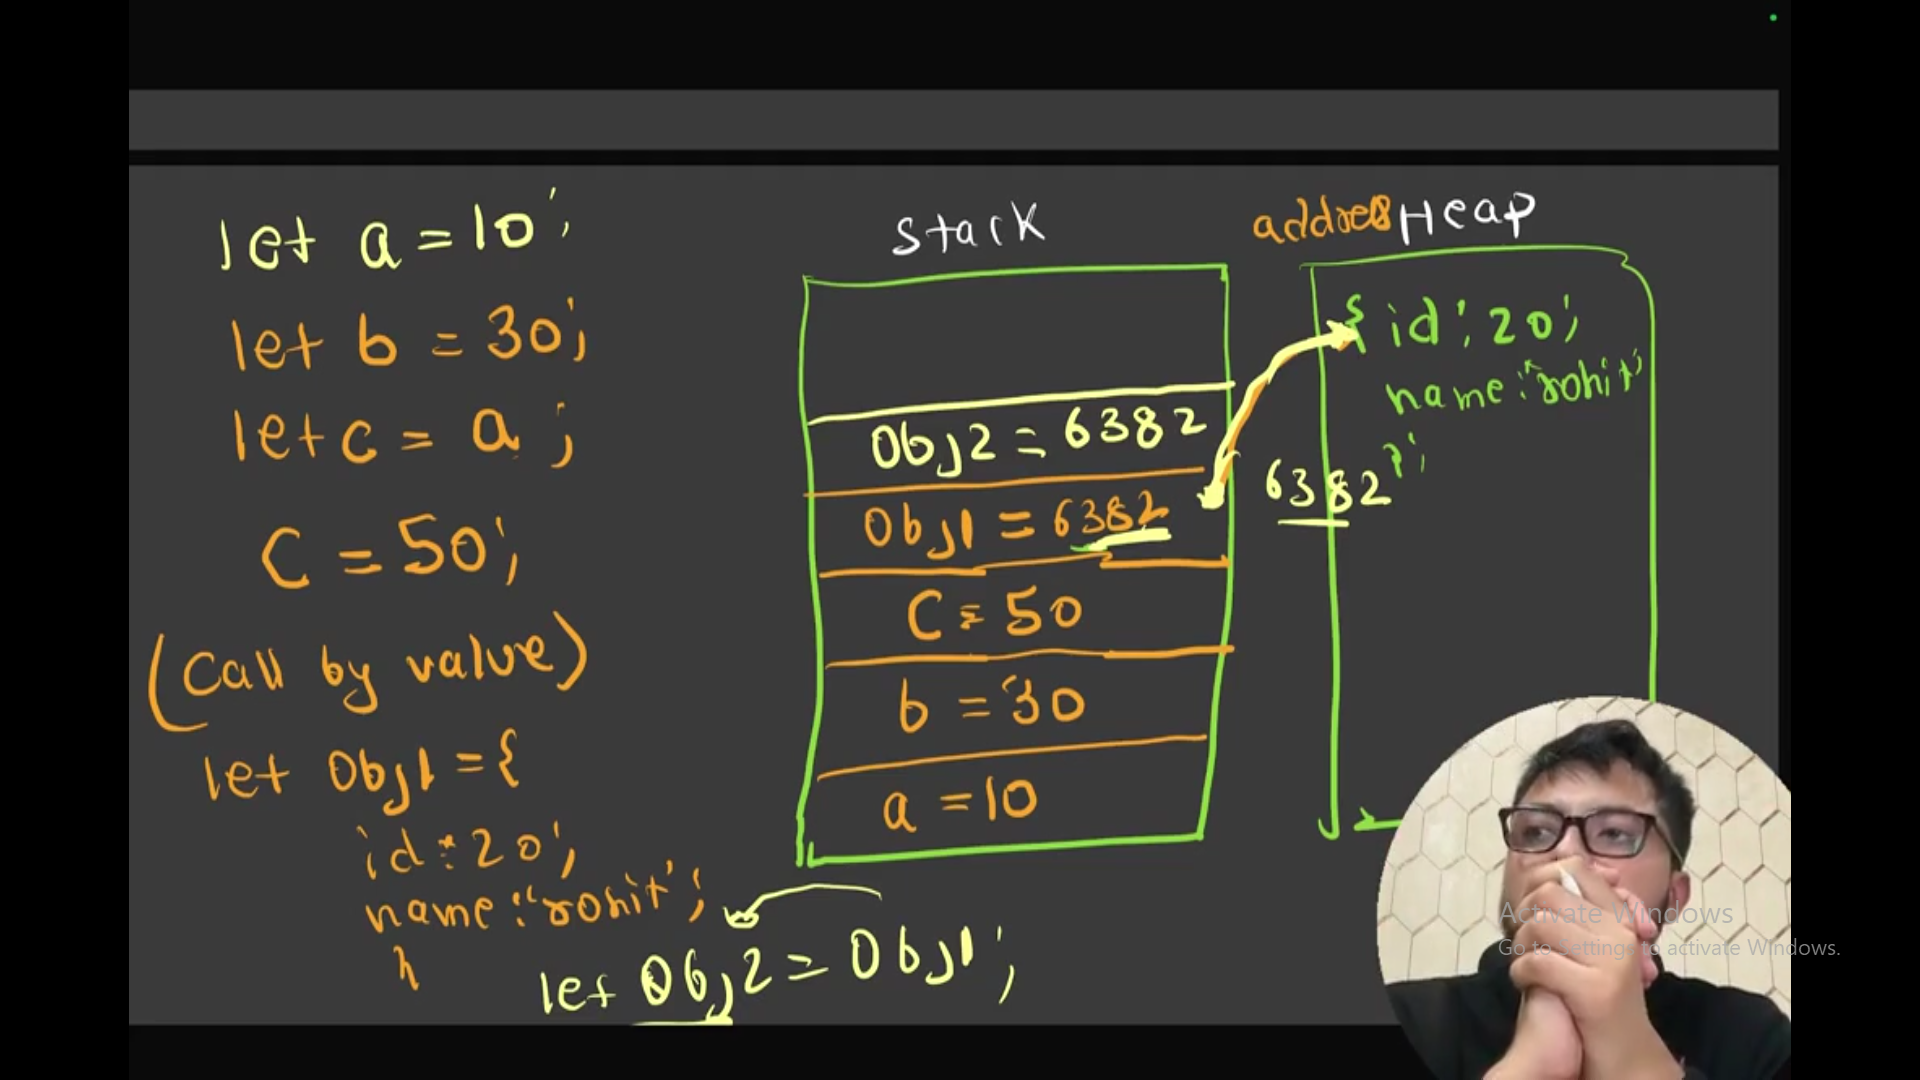 let a = 10;
let b = 30;
let c = a;
C = 50;
(Call by value)
let Obj1 = {
id: 20;
name: "rohit";
let Obj2 = Obj1;
Stack
Obj2 = 6382
Obj1 = 6382
C = 50
b = 30
a = 10
address Heap
{ id: 20;
name: "rohit"
};
6382
Activate Windows
Go to Settings to activate Windows.